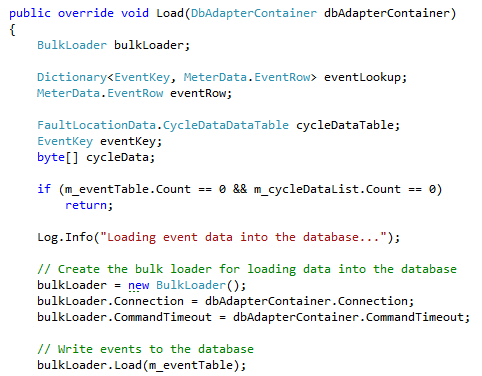 public override void Load(DbAdapterContainer dbAdapterContainer)
{
    BulkLoader bulkLoader;

    Dictionary<EventKey, MeterData.EventRow> eventLookup;
    MeterData.EventRow eventRow;

    FaultLocationData.CycleDataDataTable cycleDataTable;
    EventKey eventKey;
    byte[] cycleData;

    if (m_eventTable.Count == 0 && m_cycleDataList.Count == 0)
        return;

    Log.Info("Loading event data into the database...");

    // Create the bulk loader for loading data into the database
    bulkLoader = new BulkLoader();
    bulkLoader.Connection = dbAdapterContainer.Connection;
    bulkLoader.CommandTimeout = dbAdapterContainer.CommandTimeout;

    // Write events to the database
    bulkLoader.Load(m_eventTable);